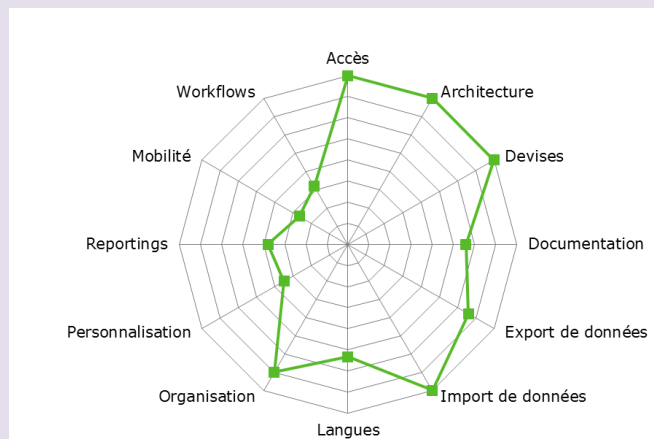 Accès
Workflows
Architecture
Mobilité
Devises
Reportings
Documentation
Personnalisation
Export de données
Organisation
Import de données
Langues